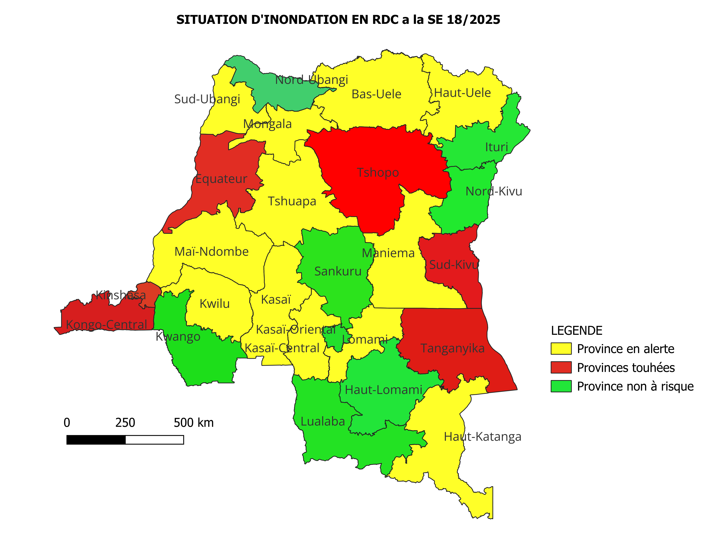 SITUATION D'INONDATION EN RDC a la SE 18/2025
Nord-Ubangi
Bas-Uele
Haut-Uele
Sud-Ubangi
Mongala
Ituri
Tshopo
Equateur
Nord-Kivu
Tshuapa
Maï-Ndombe
Maniema
Sud-Kivu
Sankuru
Kinshasa
Kasaï
Kwilu
Kongo-Central
Kasaï-Oriental
Kwango
Lomami
Kasaï-Central
Tanganyika
Haut-Lomami
Lualaba
Haut-Katanga
LEGENDE
Province en alerte
Provinces touhées
Province non à risque
0 250 500 km